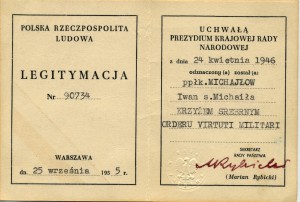 POLSKA RZECZPOSPOLITA
LUDOWA
LEGITYMACJA
Nr 90734
WARSZAWA
dn. 25 września 1955 r.
UCHWAŁĄ
PREZYDIUM KRAJOWEJ RADY
NARODOWEJ
z dnia 24 kwietnia 1946
odznaczony (a) został (a)
ppłk. MICHAJŁOW
Iwan s. Michaiła
KRZYŻEM SREBRNYM
ORDERU VIRTUTI MILITARI
SEKRETARZ
RADY PAŃSTWA
(Marian Rybicki)